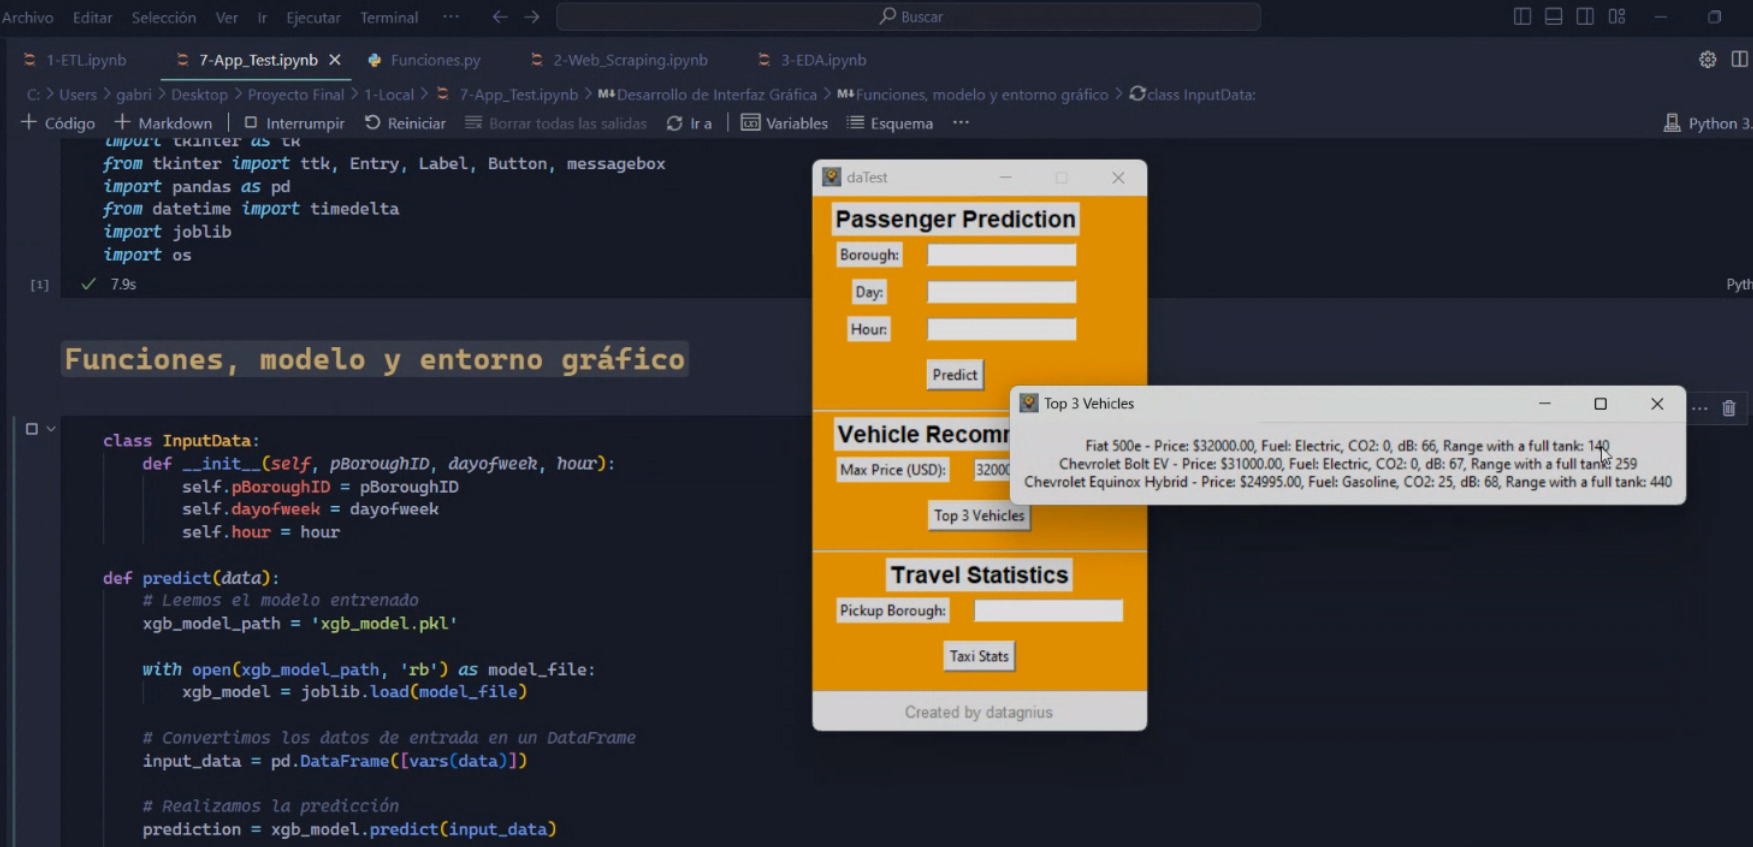 Archivo Editar Selección Ver Ir Ejecutar Terminal ··· Buscar
1-ETL.ipynb 7-App_Test.ipynb Funciones.py 2-Web_Scraping.ipynb 3-EDA.ipynb
C: > Users > gabri > Desktop > Proyecto Final > 1-Local > 7-App_Test.ipynb > M↓Desarrollo de Interfaz Gráfica > M↓Funciones, modelo y entorno gráfico > class InputData:
+ Código + Markdown Interrumpir Reiniciar Borrar todas las salidas Ir a Variables Esquema ··· Python 3.
import tkinter as tk
from tkinter import ttk, Entry, Label, Button, messagebox
import pandas as pd
from datetime import timedelta
import joblib
import os
[1] ✓ 7.9s
Pyth
Funciones, modelo y entorno gráfico
class InputData:
def __init__(self, pBoroughID, dayofweek, hour):
self.pBoroughID = pBoroughID
self.dayofweek = dayofweek
self.hour = hour
def predict(data):
# Leemos el modelo entrenado
xgb_model_path = 'xgb_model.pkl'
with open(xgb_model_path, 'rb') as model_file:
xgb_model = joblib.load(model_file)
# Convertimos los datos de entrada en un DataFrame
input_data = pd.DataFrame([vars(data)])
# Realizamos la predicción
prediction = xgb_model.predict(input_data)
daTest
Passenger Prediction
Borough:
Day:
Hour:
Predict
Vehicle Recomm
Max Price (USD): 32000
Top 3 Vehicles
Travel Statistics
Pickup Borough:
Taxi Stats
Created by datagnius
Top 3 Vehicles
Fiat 500e - Price: $32000.00, Fuel: Electric, CO2: 0, dB: 66, Range with a full tank: 140
Chevrolet Bolt EV - Price: $31000.00, Fuel: Electric, CO2: 0, dB: 67, Range with a full tank: 259
Chevrolet Equinox Hybrid - Price: $24995.00, Fuel: Gasoline, CO2: 25, dB: 68, Range with a full tank: 440